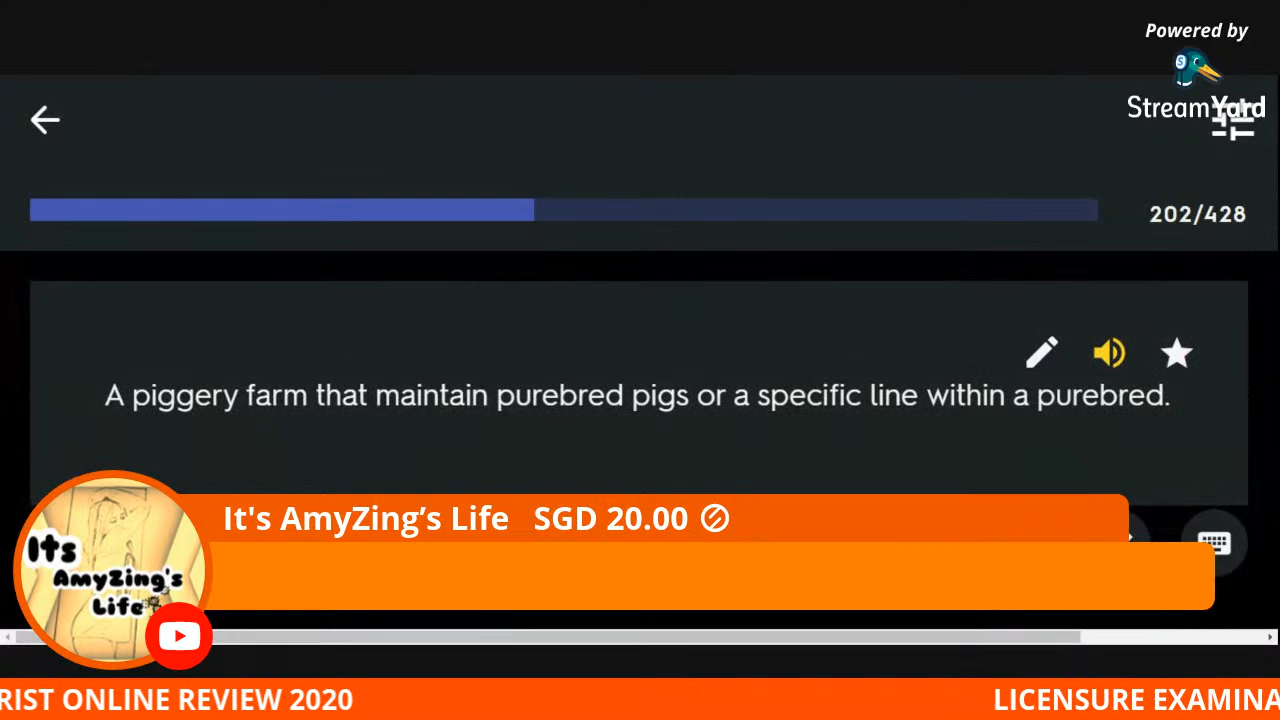 Powered by
StreamYard
202/428
A piggery farm that maintain purebred pigs or a specific line within a purebred.
It's AmyZing’s Life SGD 20.00
Its
AmyZing's
Life
RIST ONLINE REVIEW 2020
LICENSURE EXAMINA